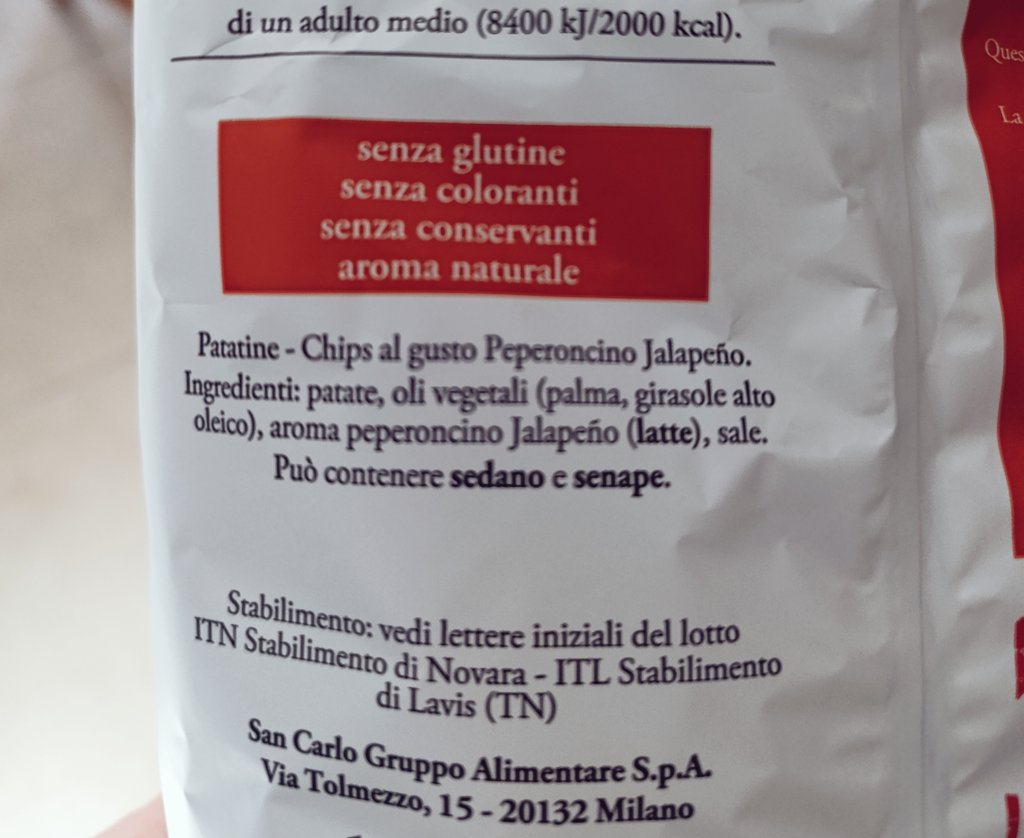 di un adulto medio (8400 kJ/2000 kcal).
senza glutine
senza coloranti
senza conservanti
aroma naturale
Patatine - Chips al gusto Peperoncino Jalapeño.
Ingredienti: patate, oli vegetali (palma, girasole alto
oleico), aroma peperoncino Jalapeño (latte), sale.
Può contenere sedano e senape.
Stabilimento: vedi lettere iniziali del lotto
ITN Stabilimento di Novara - ITL Stabilimento
di Lavis (TN)
San Carlo Gruppo Alimentare S.p.A.
Via Tolmezzo, 15 - 20132 Milano
La